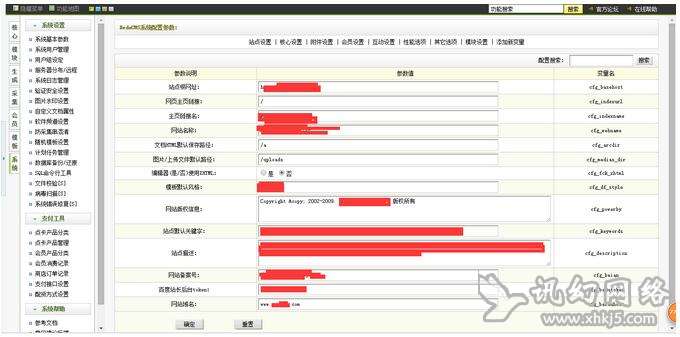 隐藏菜单 功能地图 功能搜索 搜索 官方论坛 在线帮助
核心
模块
生成
采集
会员
模板
系统
系统设置
系统基本参数
系统用户管理
用户组设定
服务器分布/远程
系统日志管理
验证安全设置
图片水印设置
自定义文档属性
软件频道设置
防采集串混淆
随机模板设置
计划任务管理
数据库备份/还原
SQL命令行工具
文件校验[S]
病毒扫描[S]
系统错误修复[S]
支付工具
点卡产品分类
点卡产品管理
会员产品分类
会员消费记录
商店订单记录
支付接口设置
配货方式设置
系统帮助
参考文档
DedeCMS系统配置参数:
站点设置 | 核心设置 | 附件设置 | 会员设置 | 互动设置 | 性能选项 | 其它选项 | 模块设置 | 添加新变量
配置搜索: 搜索
参数说明 参数值 变量名
站点根网址: cfg_basehost
网页主页链接: / cfg_indexurl
主页链接名: cfg_indexname
网站名称: cfg_webname
文档HTML默认保存路径: /a cfg_arcdir
图片/上传文件默认路径: /uploads cfg_medias_dir
编辑器(是/否)使用XHTML: 是 否 cfg_fck_xhtml
模板默认风格: cfg_df_style
网站版权信息: Copyright 2002-2009. 版权所有 cfg_powerby
站点默认关键字: cfg_keywords
站点描述: cfg_description
网站备案号: cfg_beian
百度站长后台token
网站域名: www. .com
确定 重置
讯幻网络
www.xhkj5.com